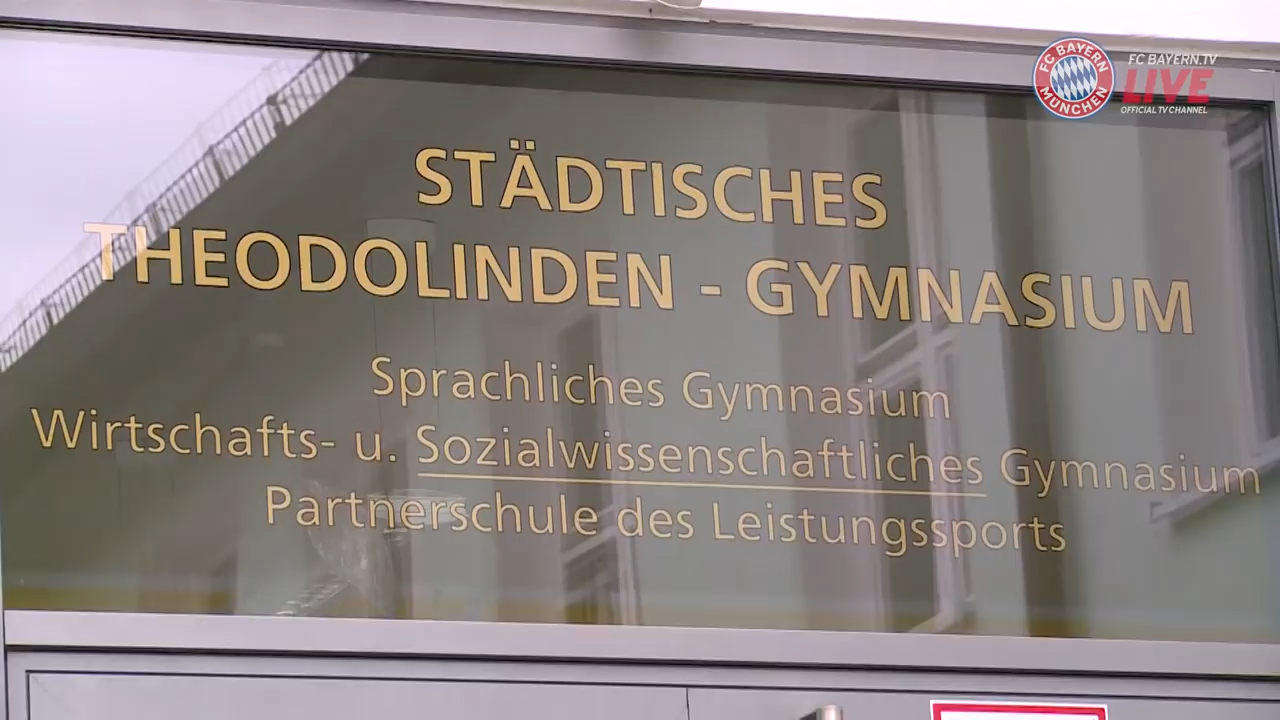 FC BAYERN.TV
LIVE
OFFICIAL TV CHANNEL
FC BAYERN
MÜNCHEN
STÄDTISCHES
THEODOLINDEN - GYMNASIUM
Sprachliches Gymnasium
Wirtschafts- u. Sozialwissenschaftliches Gymnasium
Partnerschule des Leistungssports